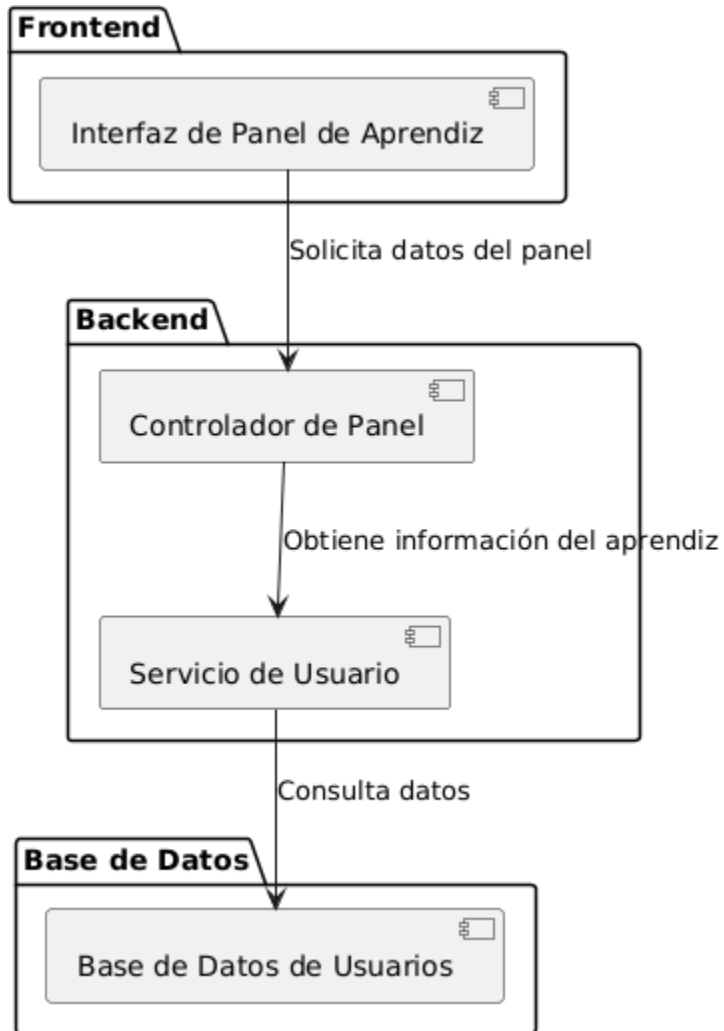 Frontend
Interfaz de Panel de Aprendiz
Solicita datos del panel
Backend
Controlador de Panel
Obtiene información del aprendiz
Servicio de Usuario
Consulta datos
Base de Datos
Base de Datos de Usuarios